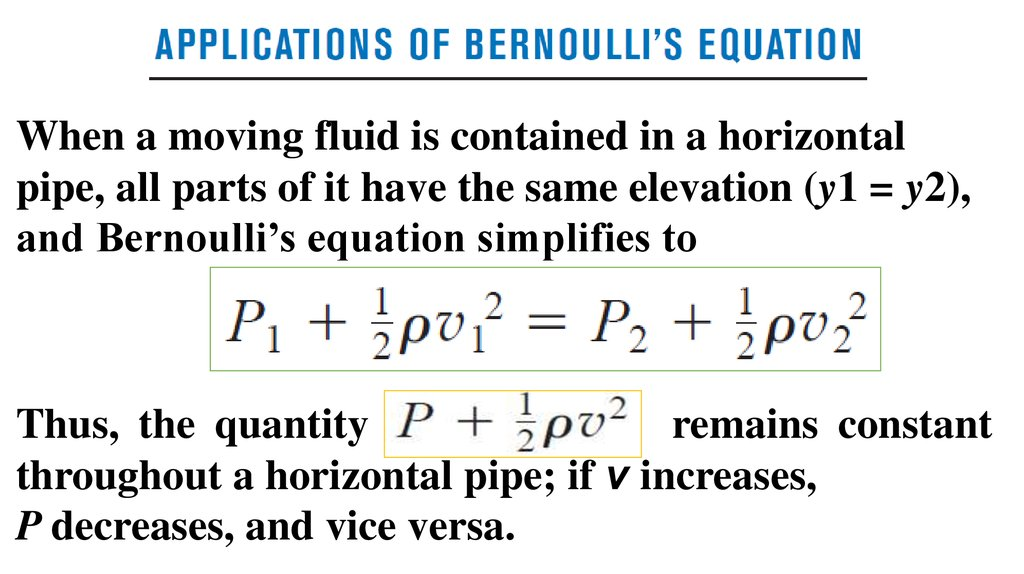 APPLICATIONS OF BERNOULLI’S EQUATION
When a moving fluid is contained in a horizontal
pipe, all parts of it have the same elevation (y1 = y2),
and Bernoulli’s equation simplifies to
P₁ + ½ρv₁² = P₂ + ½ρv₂²
Thus, the quantity P + ½ρv² remains constant
throughout a horizontal pipe; if v increases,
P decreases, and vice versa.